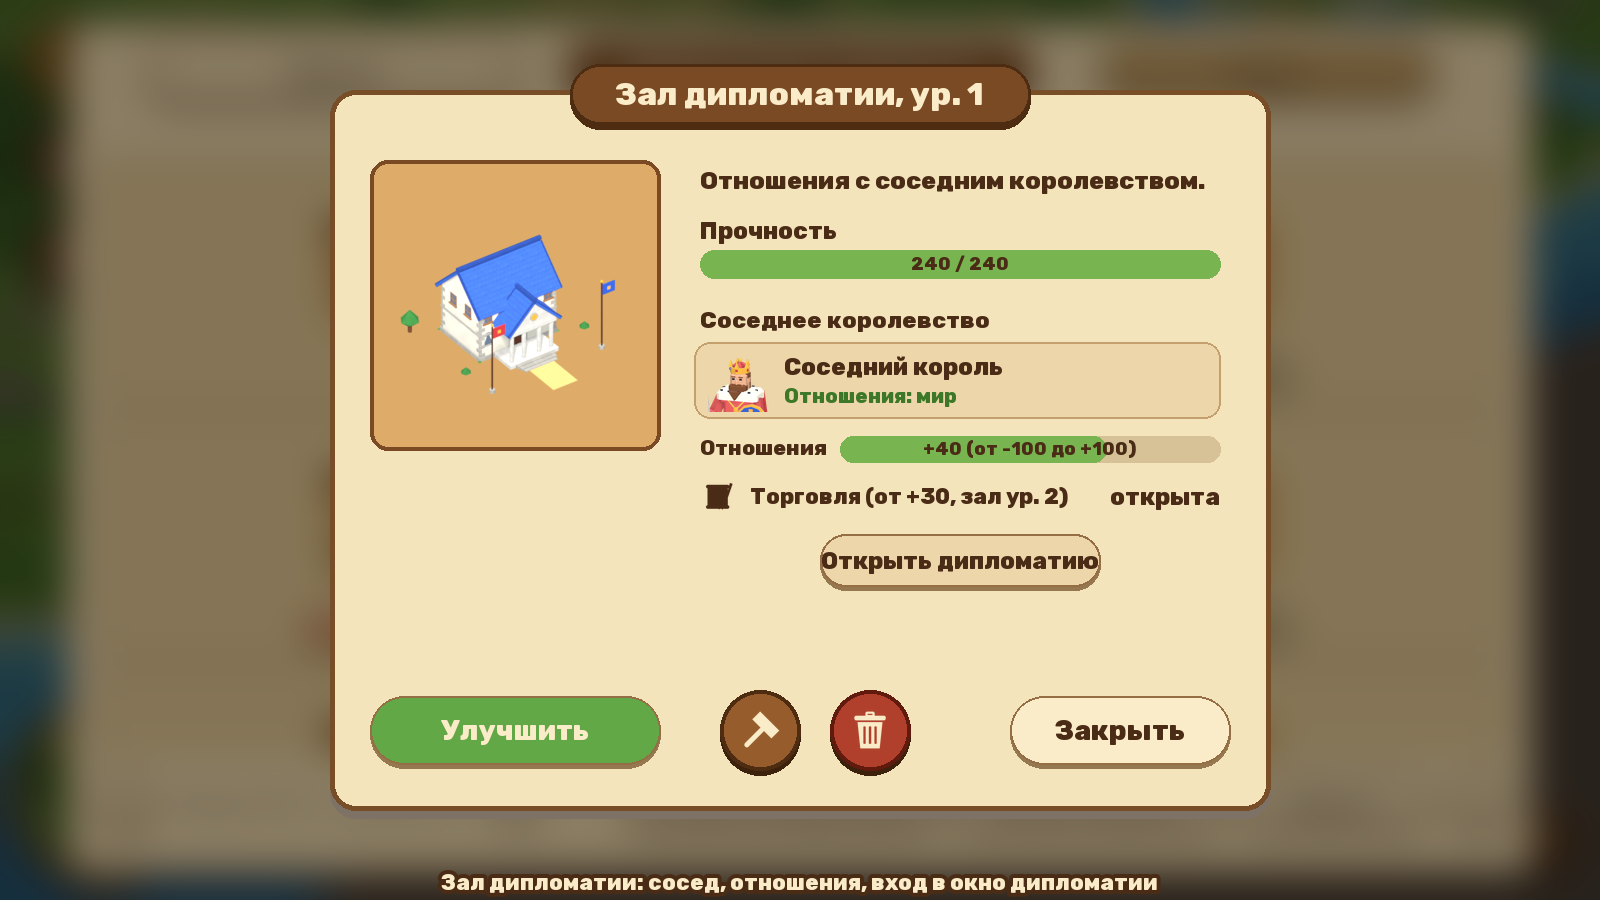 Зал дипломатии, ур. 1
Отношения с соседним королевством.
Прочность
240 / 240
Соседнее королевство
Соседний король
Отношения: мир
Отношения +40 (от -100 до +100)
Торговля (от +30, зал ур. 2) открыта
Открыть дипломатию
Улучшить
Закрыть
Зал дипломатии: сосед, отношения, вход в окно дипломатии